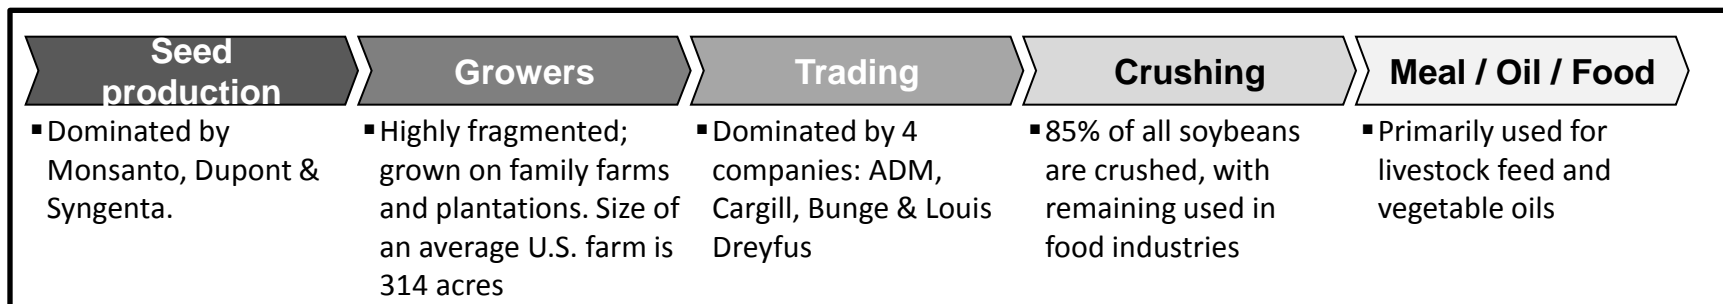 Seed
production
Growers
Trading
Crushing
Meal / Oil / Food
▪Dominated by
Monsanto, Dupont &
Syngenta.
▪Highly fragmented;
grown on family farms
and plantations. Size of
an average U.S. farm is
314 acres
▪Dominated by 4
companies: ADM,
Cargill, Bunge & Louis
Dreyfus
▪85% of all soybeans
are crushed, with
remaining used in
food industries
▪Primarily used for
livestock feed and
vegetable oils